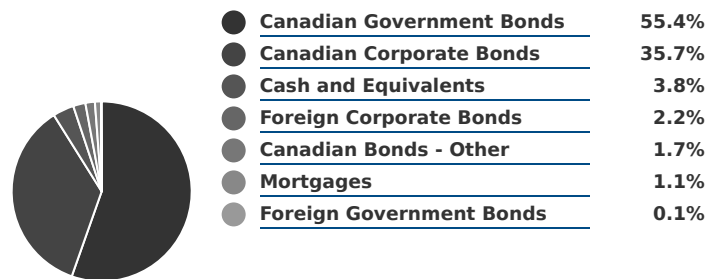 Canadian Government Bonds 55.4%
Canadian Corporate Bonds 35.7%
Cash and Equivalents 3.8%
Foreign Corporate Bonds 2.2%
Canadian Bonds - Other 1.7%
Mortgages 1.1%
Foreign Government Bonds 0.1%